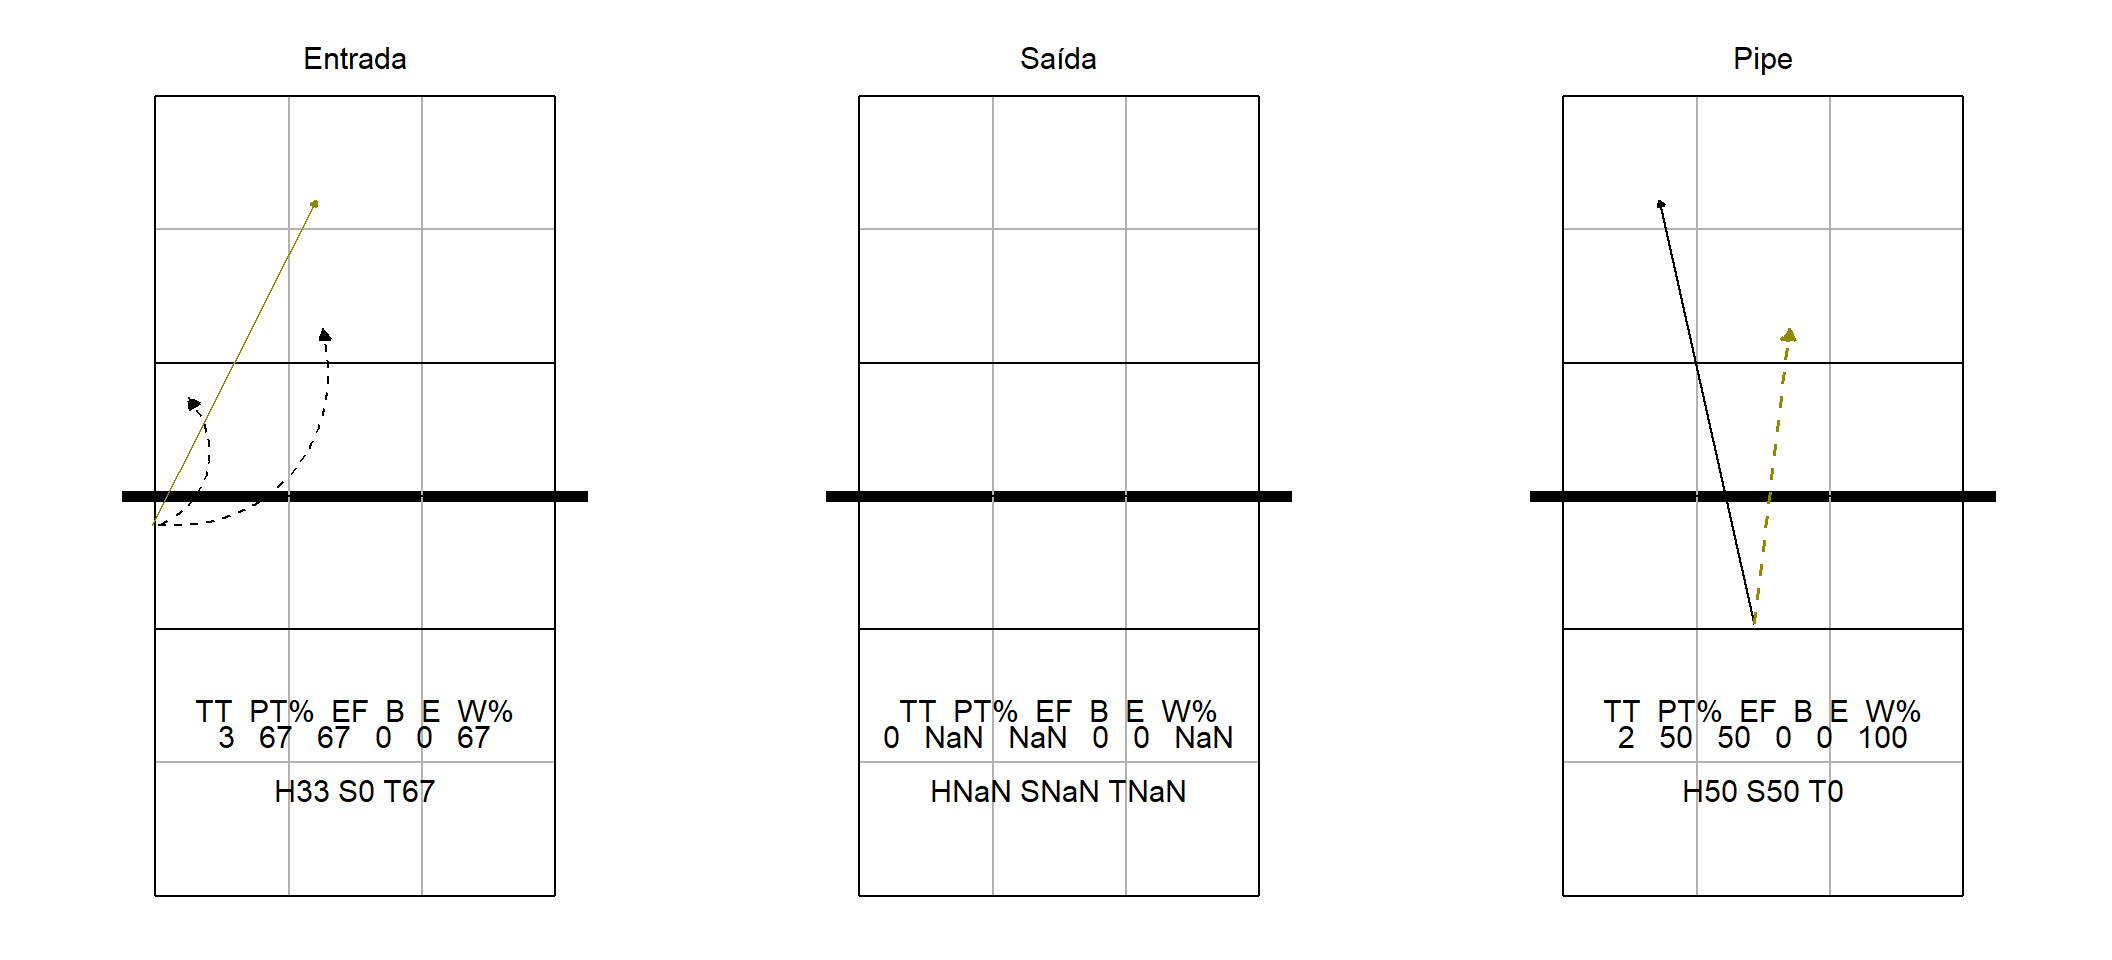 Entrada
TT PT% EF B E W%
3 67 67 0 0 67
H33 S0 T67
Saída
TT PT% EF B E W%
0 NaN NaN 0 0 NaN
HNaN SNaN TNaN
Pipe
TT PT% EF B E W%
2 50 50 0 0 100
H50 S50 T0